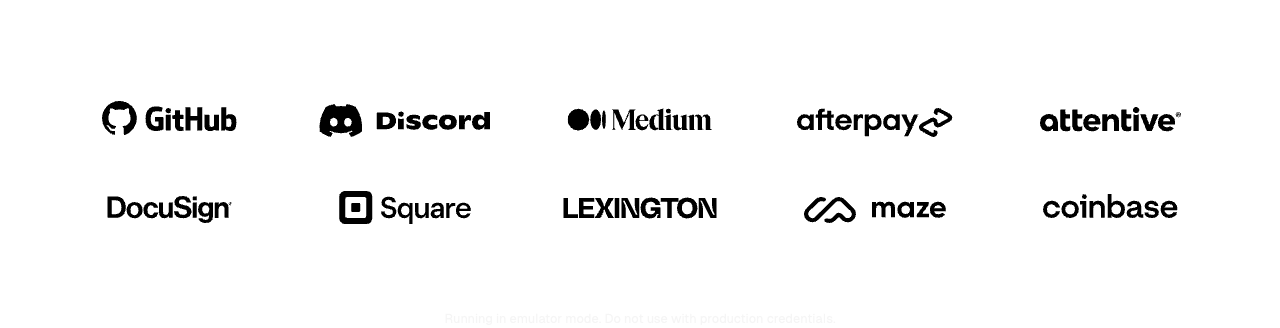 GitHub Discord Medium afterpay attentive®
DocuSign Square LEXINGTON maze coinbase
Running in emulator mode. Do not use with production credentials.